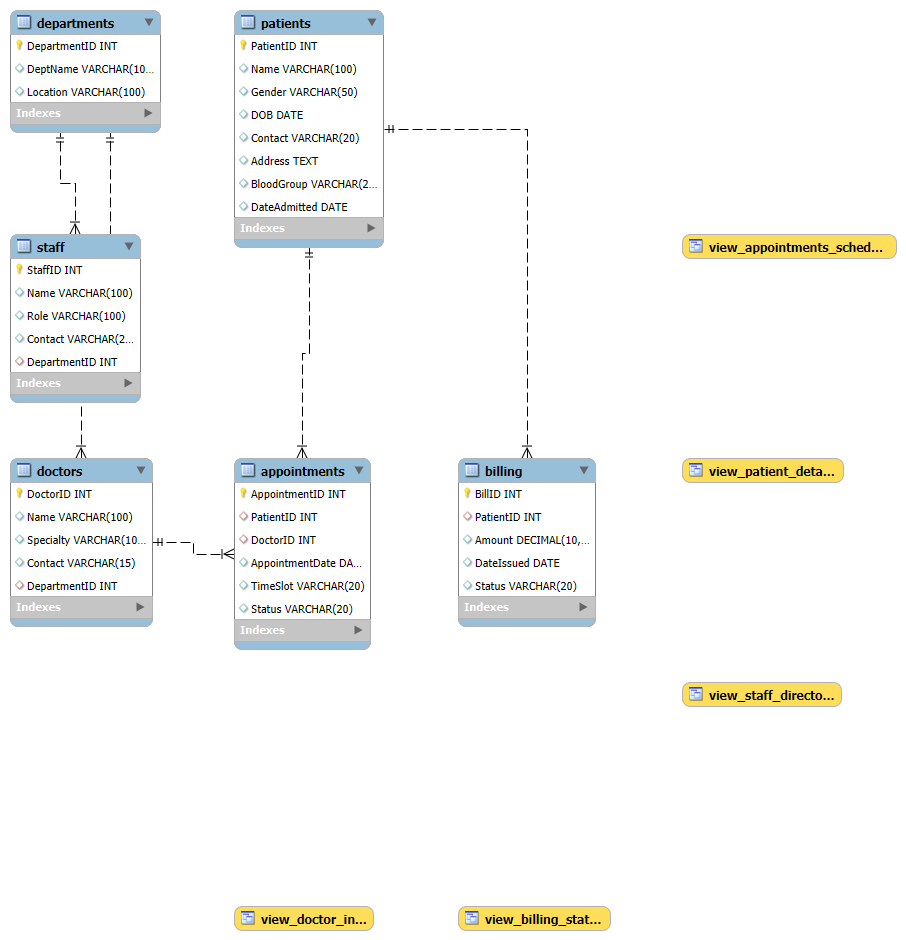 departments
DepartmentID INT
DeptName VARCHAR(10...
Location VARCHAR(100)
Indexes
patients
PatientID INT
Name VARCHAR(100)
Gender VARCHAR(50)
DOB DATE
Contact VARCHAR(20)
Address TEXT
BloodGroup VARCHAR(2...
DateAdmitted DATE
Indexes
staff
StaffID INT
Name VARCHAR(100)
Role VARCHAR(100)
Contact VARCHAR(2...
DepartmentID INT
Indexes
view_appointments_sched...
doctors
DoctorID INT
Name VARCHAR(100)
Specialty VARCHAR(10...
Contact VARCHAR(15)
DepartmentID INT
Indexes
appointments
AppointmentID INT
PatientID INT
DoctorID INT
AppointmentDate DA...
TimeSlot VARCHAR(20)
Status VARCHAR(20)
Indexes
billing
BillID INT
PatientID INT
Amount DECIMAL(10,...
DateIssued DATE
Status VARCHAR(20)
Indexes
view_patient_deta...
view_staff_directo...
view_doctor_in...
view_billing_stat...